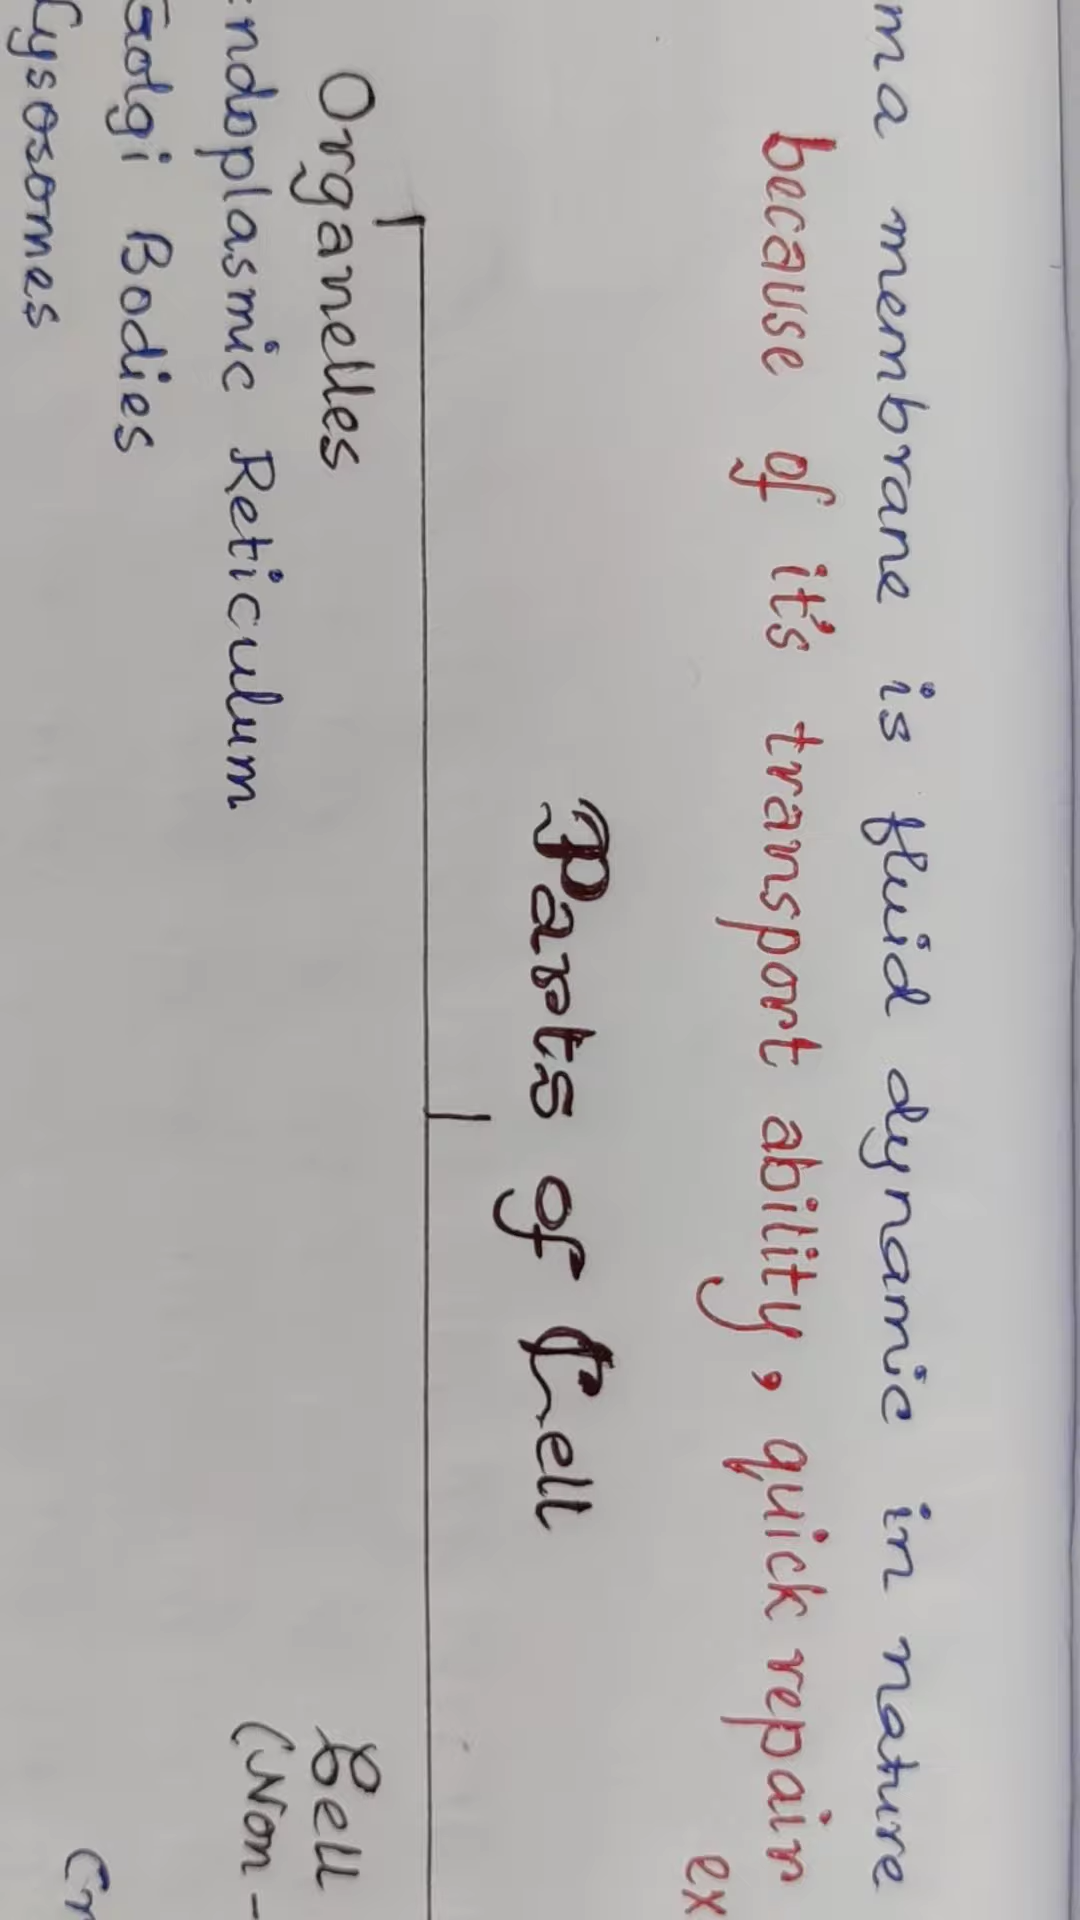 ma membrane is fluid dynamic in nature
because of it's transport ability, quick repair
ex
Parts of Cell
Organelles Cell
ndoplasmic Reticulum (Non-
Golgi Bodies
Lysosomes